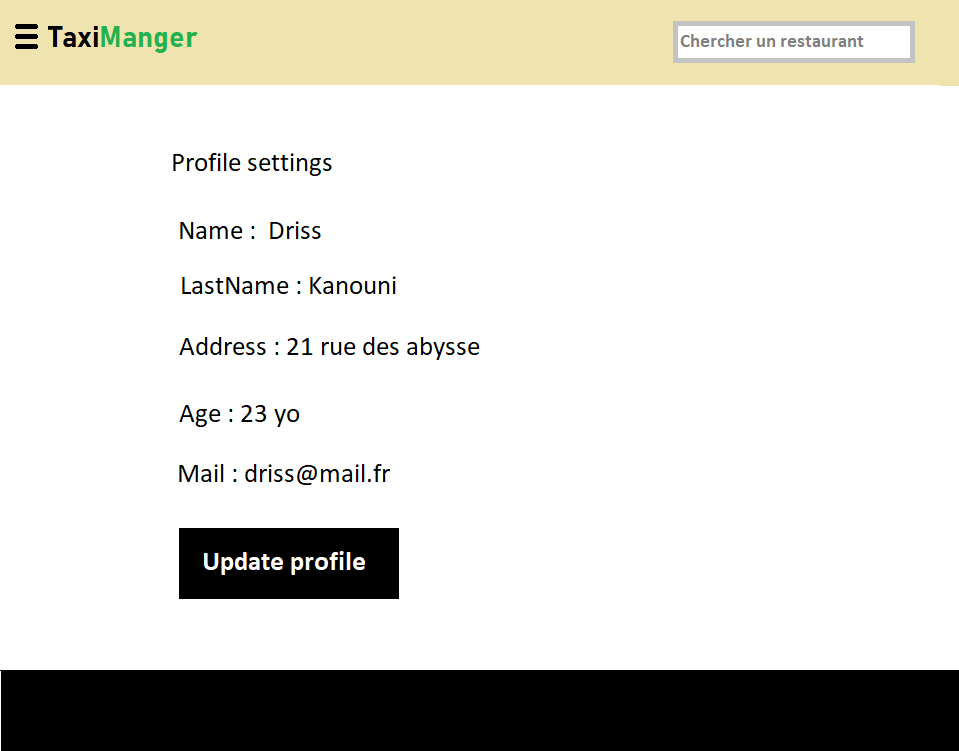 TaxiManger
Chercher un restaurant
Profile settings
Name :  Driss
LastName : Kanouni
Address : 21 rue des abysse
Age : 23 yo
Mail : driss@mail.fr
Update profile